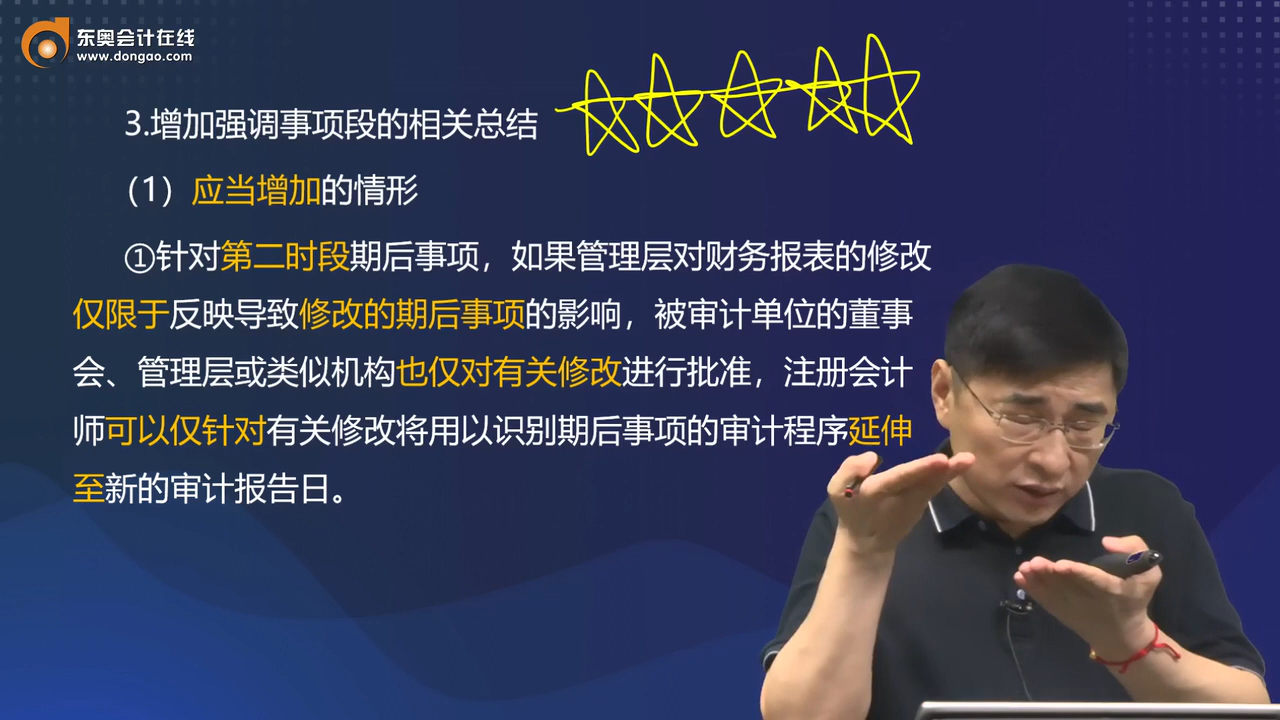 东奥会计在线
www.dongao.com
3.增加强调事项段的相关总结
（1）应当增加的情形
①针对第二时段期后事项，如果管理层对财务报表的修改
仅限于反映导致修改的期后事项的影响，被审计单位的董事
会、管理层或类似机构也仅对有关修改进行批准，注册会计
师可以仅针对有关修改将用以识别期后事项的审计程序延伸
至新的审计报告日。